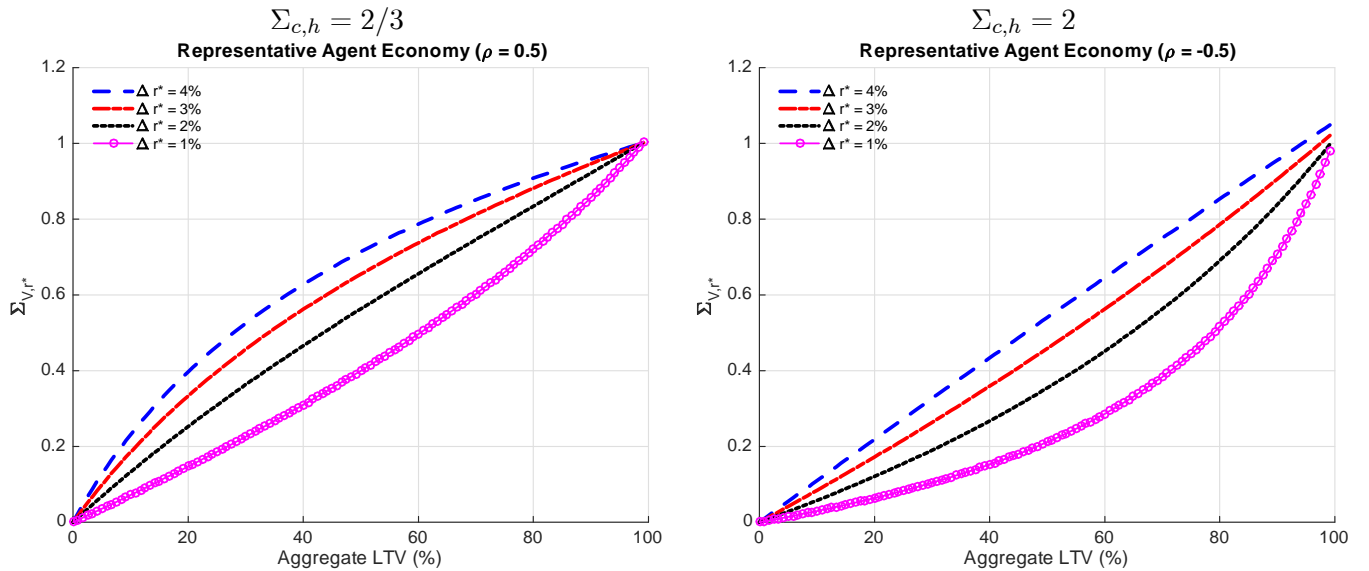 Σ_{c,h} = 2/3
Representative Agent Economy (ρ = 0.5)
1.2
1
0.8
0.6
0.4
0.2
0
Σ_{V,r*}
Δ r* = 4%
Δ r* = 3%
Δ r* = 2%
Δ r* = 1%
0 20 40 60 80 100
Aggregate LTV (%)
Σ_{c,h} = 2
Representative Agent Economy (ρ = -0.5)
1.2
1
0.8
0.6
0.4
0.2
0
Σ_{V,r*}
Δ r* = 4%
Δ r* = 3%
Δ r* = 2%
Δ r* = 1%
0 20 40 60 80 100
Aggregate LTV (%)